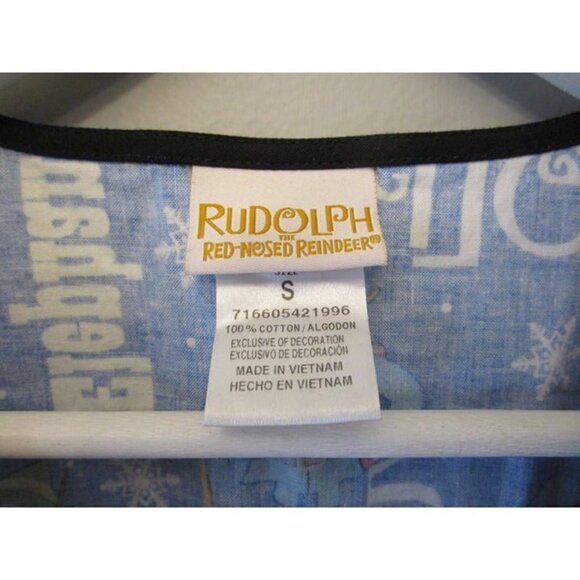 RUDOLPH
THE
RED-NOSED REINDEER®
SIZE
S
716605421996
100% COTTON / ALGODON
EXCLUSIVE OF DECORATION
EXCLUSIVO DE DECORACIÓN
MADE IN VIETNAM
HECHO EN VIETNAM